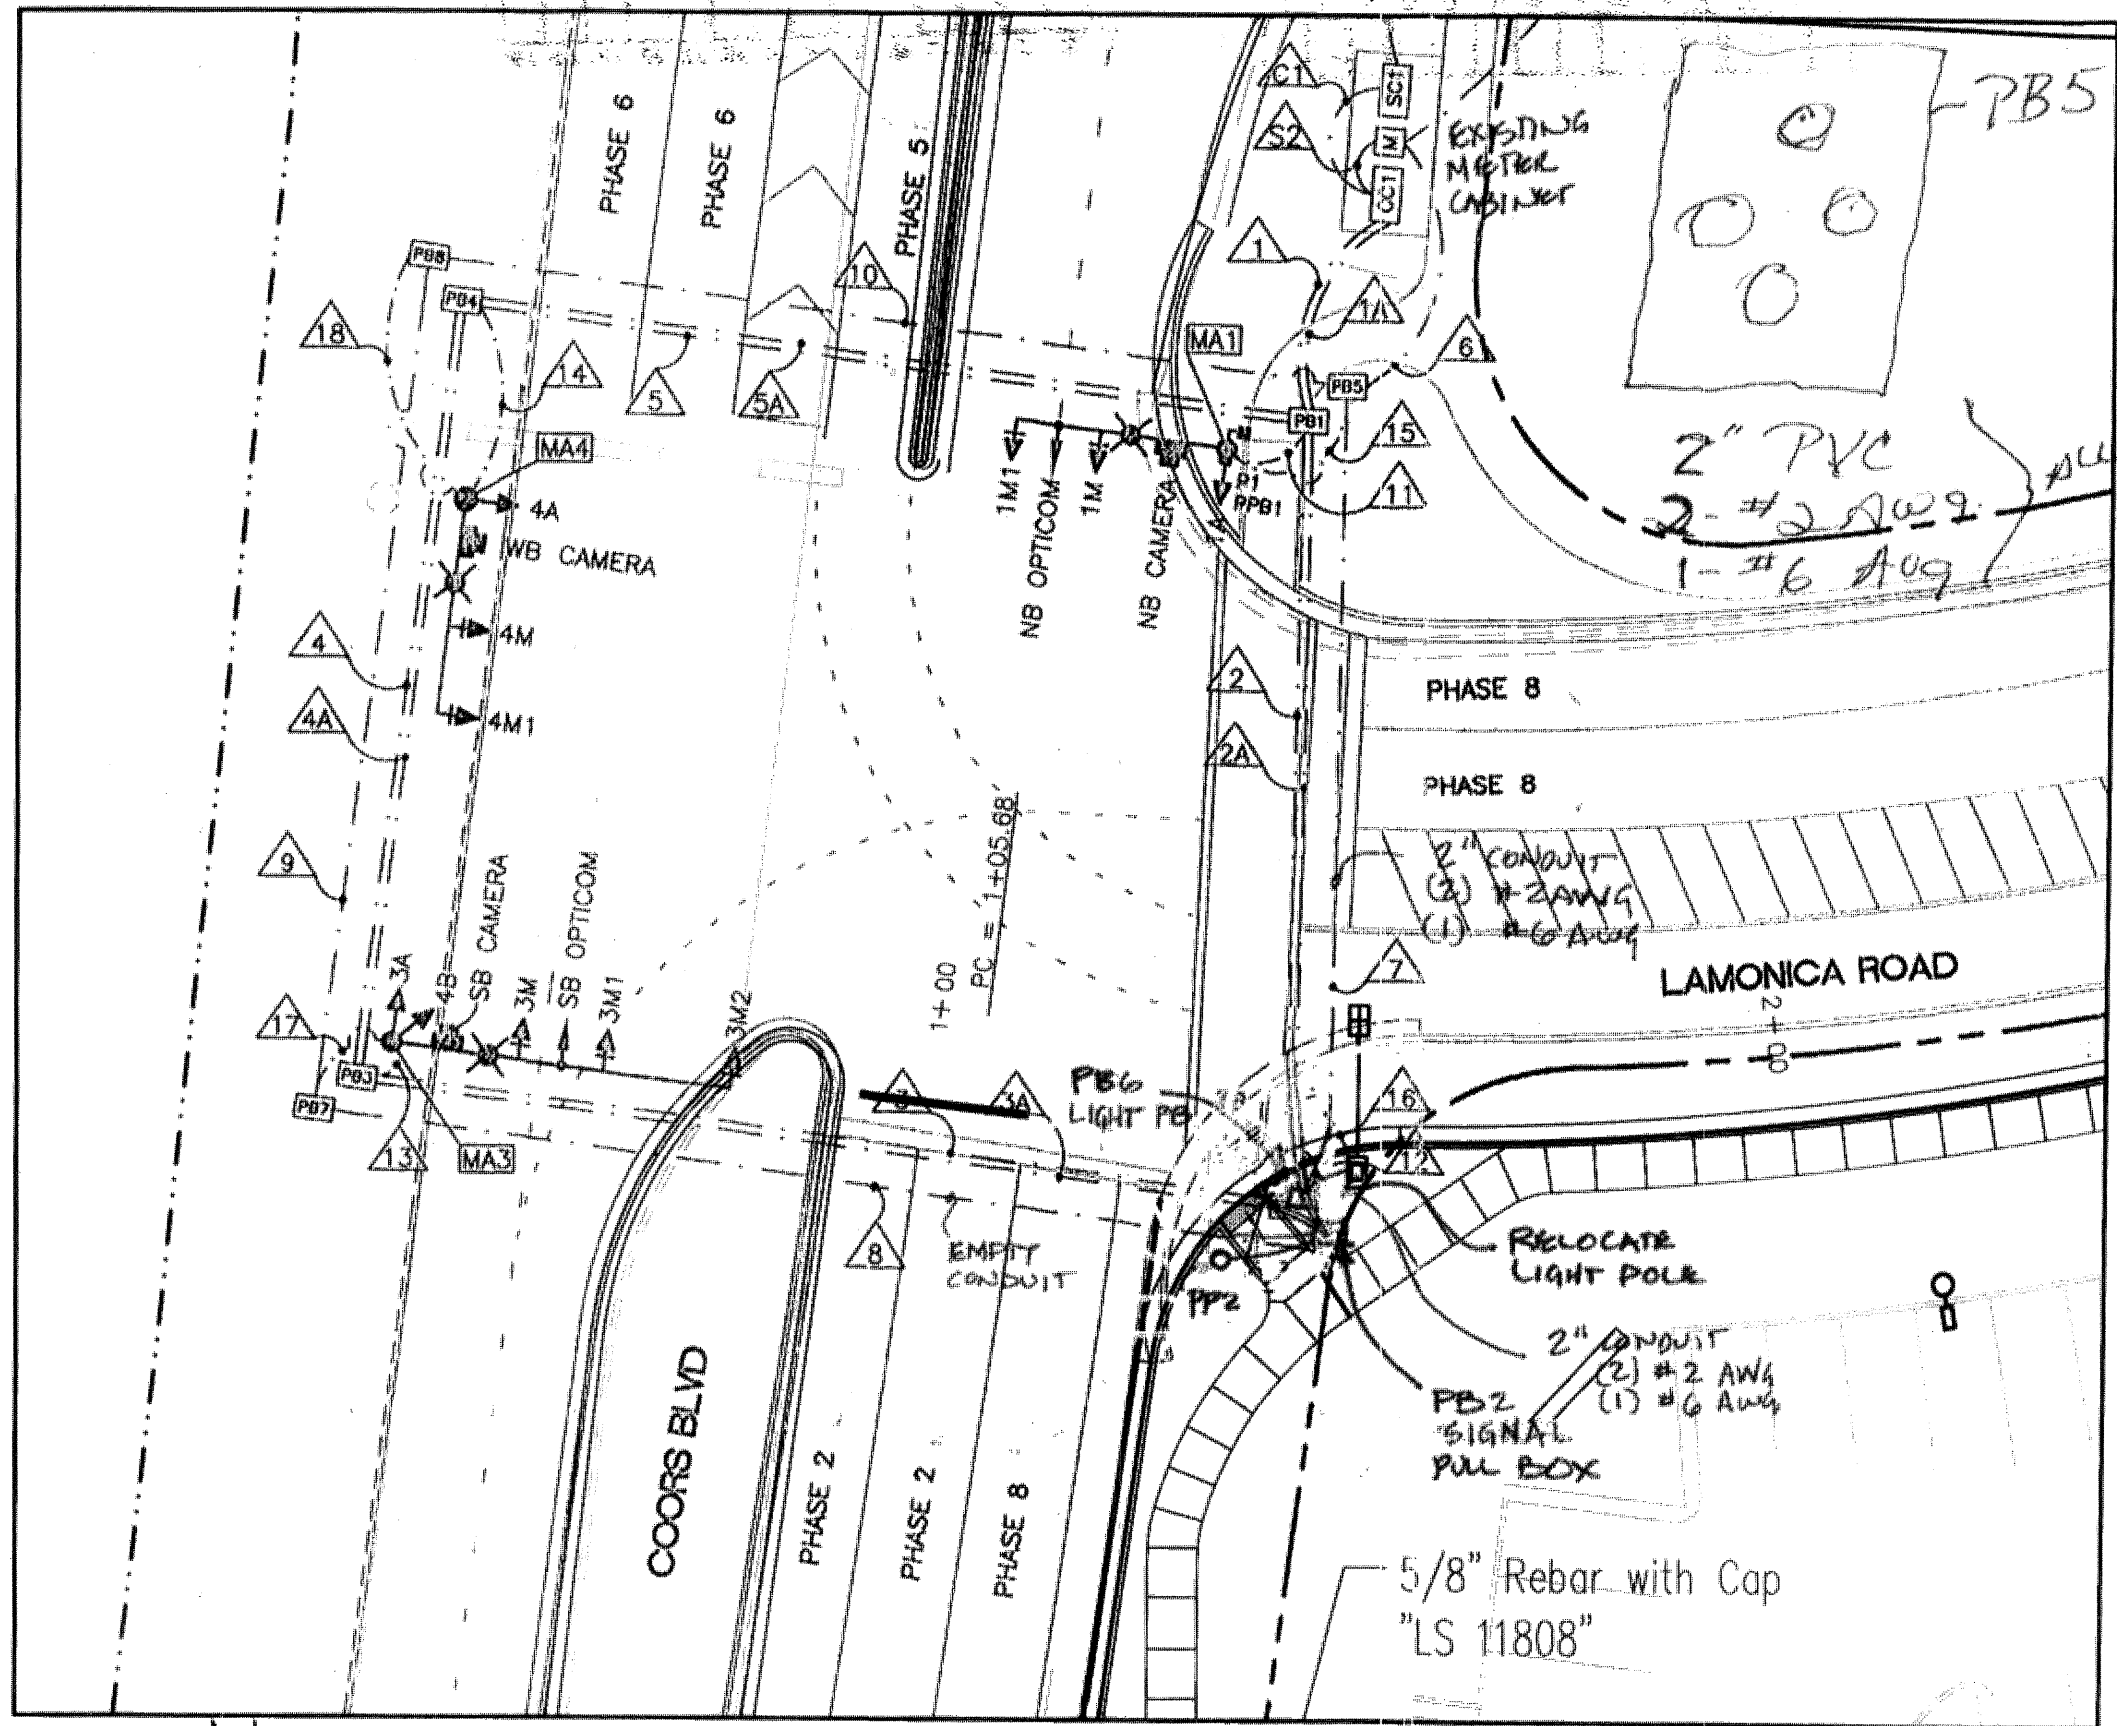 PHASE 6
PHASE 6
PHASE 5
C1
SC1
S2
M
CC1
EXISTING
METER
CABINET
PB5
PB8
PB4
10
1
1A
18
14
5
5A
MA1
6
PB5
PB1
15
11
MA4
4A
WB CAMERA
4M
4M1
1M1
NB OPTICOM
1M
NB CAMERA
P1
PPB1
2" PVC
2-#2 AWG
1-#6 AWG
ALL
4
4A
2
2A
PHASE 8
PHASE 8
9
3A
4B
SB CAMERA
3M
SB OPTICOM
3M1
3M2
1+00
PC = 1+05.68'
2" CONDUIT
(2) #2 AWG
(1) #6 AWG
7
LAMONICA ROAD
2+00
17
PB3
PB7
13
MA3
3
3A
PB6
LIGHT PB
16
12
8
EMPTY
CONDUIT
PP2
RELOCATE
LIGHT POLE
2" CONDUIT
(2) #2 AWG
(1) #6 AWG
PB2
SIGNAL
PULL BOX
COORS BLVD
PHASE 2
PHASE 2
PHASE 8
5/8" Rebar with Cap
"LS 11808"